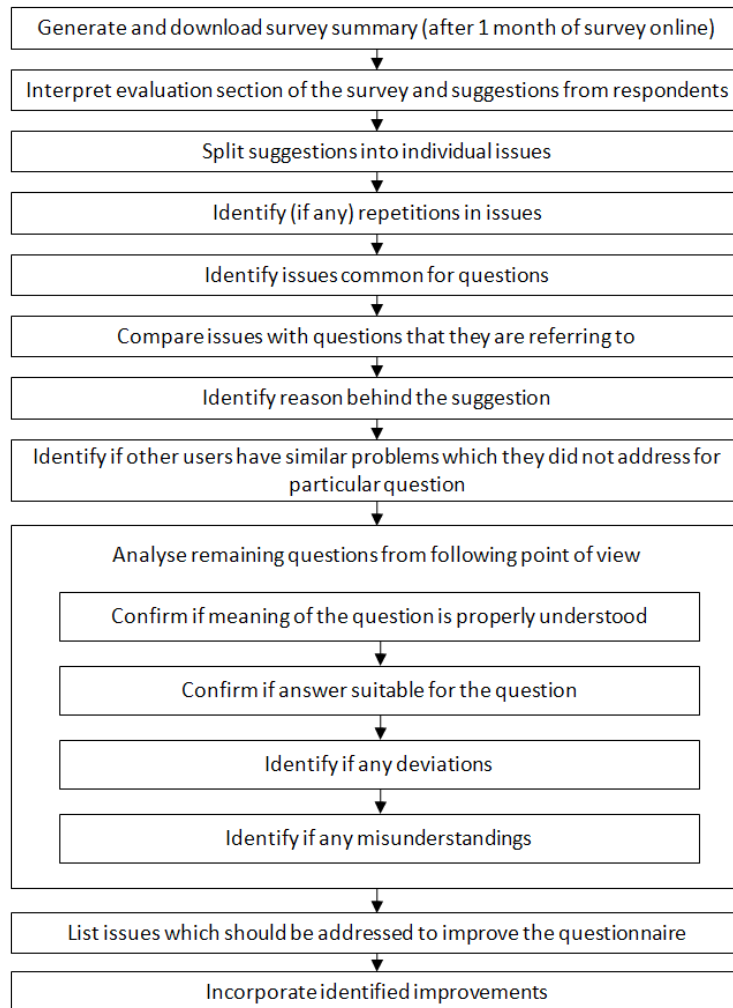 Generate and download survey summary (after 1 month of survey online)
Interpret evaluation section of the survey and suggestions from respondents
Split suggestions into individual issues
Identify (if any) repetitions in issues
Identify issues common for questions
Compare issues with questions that they are referring to
Identify reason behind the suggestion
Identify if other users have similar problems which they did not address for
particular question
Analyse remaining questions from following point of view
Confirm if meaning of the question is properly understood
Confirm if answer suitable for the question
Identify if any deviations
Identify if any misunderstandings
List issues which should be addressed to improve the questionnaire
Incorporate identified improvements